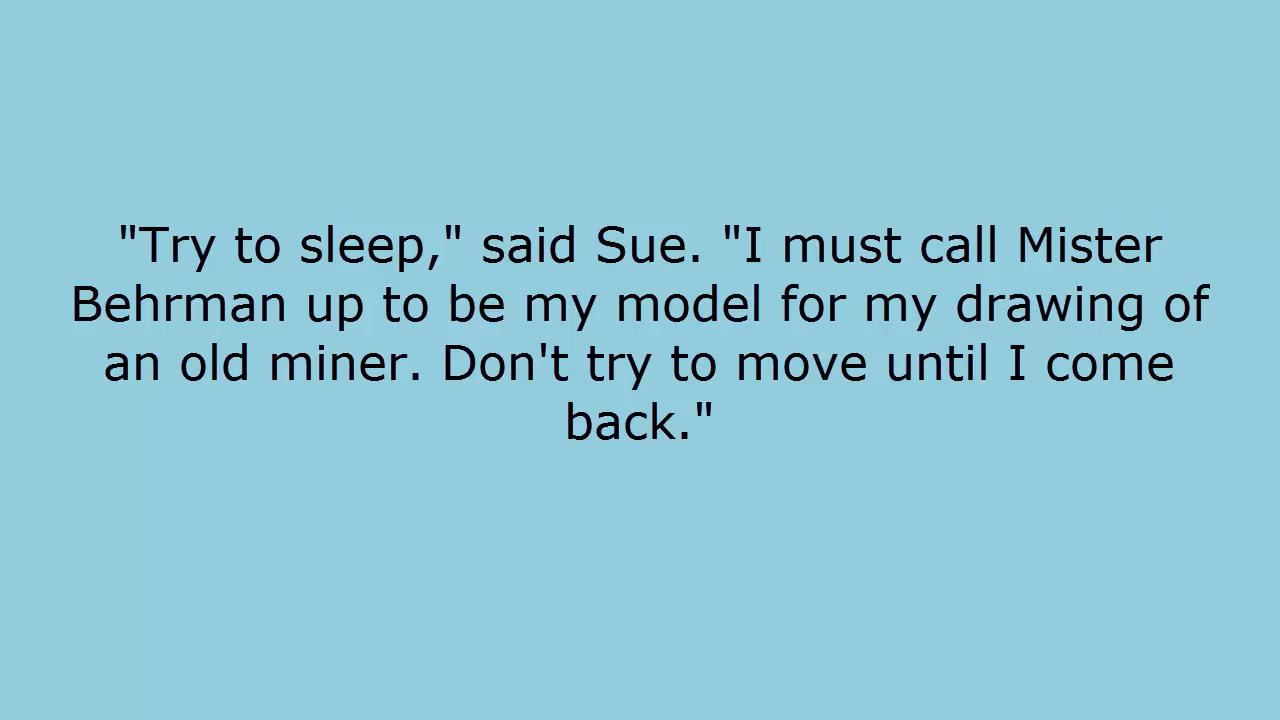 "Try to sleep," said Sue. "I must call Mister
Behrman up to be my model for my drawing of
an old miner. Don't try to move until I come
back."